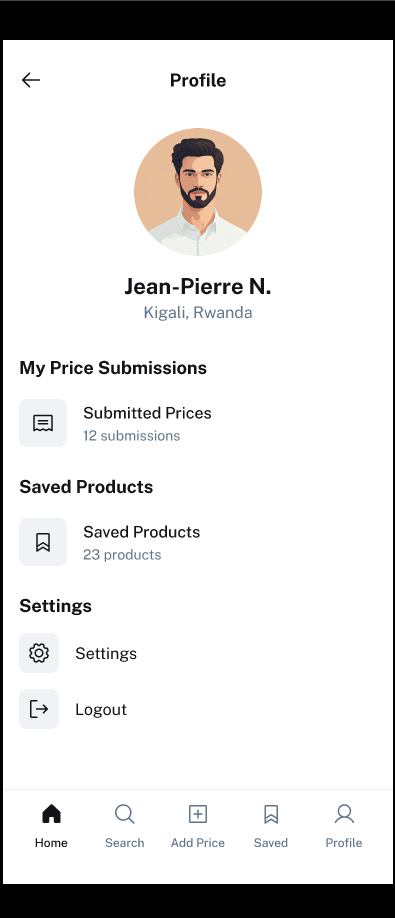 Profile
Jean-Pierre N.
Kigali, Rwanda
My Price Submissions
Submitted Prices
12 submissions
Saved Products
Saved Products
23 products
Settings
Settings
Logout
Home Search Add Price Saved Profile